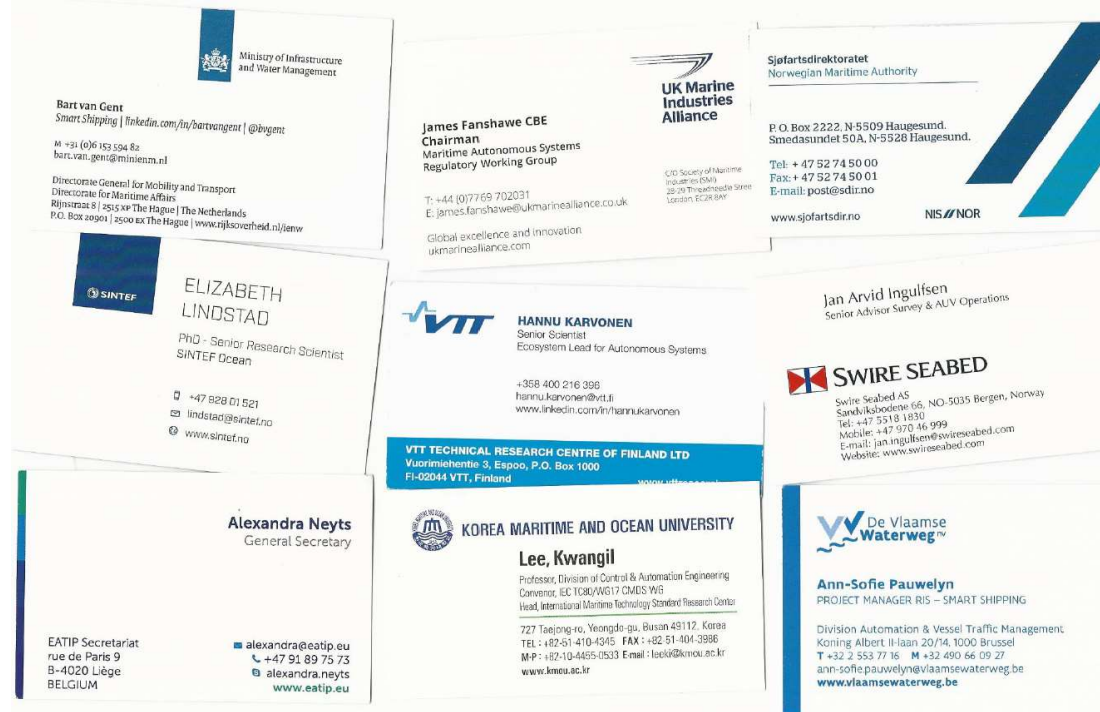 Ministry of Infrastructure
and Water Management
Bart van Gent
Smart Shipping | linkedin.com/in/bartvangent | @bvgent
M +31 (0)6 153 594 82
bart.van.gent@minienm.nl
Directorate General for Mobility and Transport
Directorate for Maritime Affairs
Rijnstraat 8 | 2515 XP The Hague | The Netherlands
P.O. Box 20901 | 2500 EX The Hague | www.rijksoverheid.nl/ienw
UK Marine
Industries
Alliance
James Fanshawe CBE
Chairman
Maritime Autonomous Systems
Regulatory Working Group
T: +44 (0)7769 702031
E: james.fanshawe@ukmarinealliance.co.uk
Global excellence and innovation
ukmarinealliance.com
C/O Society of Maritime
Industries (SMI)
28-29 Threadneedle Stree
London, EC2R 8AY
Sjøfartsdirektoratet
Norwegian Maritime Authority
P. O. Box 2222, N-5509 Haugesund.
Smedasundet 50A, N-5528 Haugesund.
Tel: + 47 52 74 50 00
Fax: + 47 52 74 50 01
E-mail: post@sdir.no
www.sjofartsdir.no
NIS NOR
SINTEF
ELIZABETH
LINDSTAD
PhD - Senior Research Scientist
SINTEF Ocean
+47 928 01 521
lindstad@sintef.no
www.sintef.no
VTT
HANNU KARVONEN
Senior Scientist
Ecosystem Lead for Autonomous Systems
+358 400 216 396
hannu.karvonen@vtt.fi
www.linkedin.com/in/hannukarvonen
VTT TECHNICAL RESEARCH CENTRE OF FINLAND LTD
Vuorimiehentie 3, Espoo, P.O. Box 1000
FI-02044 VTT, Finland
Jan Arvid Ingulfsen
Senior Advisor Survey & AUV Operations
SWIRE SEABED
Swire Seabed AS
Sandviksbodene 66, NO-5035 Bergen, Norway
Tel: +47 5518 1830
Mobile: +47 970 46 999
E-mail: jan.ingulfsen@swireseabed.com
Website: www.swireseabed.com
Alexandra Neyts
General Secretary
EATIP Secretariat
rue de Paris 9
B-4020 Liège
BELGIUM
alexandra@eatip.eu
+47 91 89 75 73
alexandra.neyts
www.eatip.eu
KOREA MARITIME AND OCEAN UNIVERSITY
Lee, Kwangil
Professor, Division of Control & Automation Engineering
Convenor, IEC TC80/WG17 CMDS WG
Head, International Maritime Technology Standard Research Center
727 Taejong-ro, Yeongdo-gu, Busan 49112, Korea
TEL : +82-51-410-4345 FAX : +82-51-404-3986
M·P : +82-10-4455-0533 E-mail : leeki@kmou.ac.kr
www.kmou.ac.kr
De Vlaamse
Waterweg NV
Ann-Sofie Pauwelyn
PROJECT MANAGER RIS – SMART SHIPPING
Division Automation & Vessel Traffic Management
Koning Albert II-laan 20/14, 1000 Brussel
T +32 2 553 77 16 M +32 490 66 09 27
ann-sofie.pauwelyn@vlaamsewaterweg.be
www.vlaamsewaterweg.be